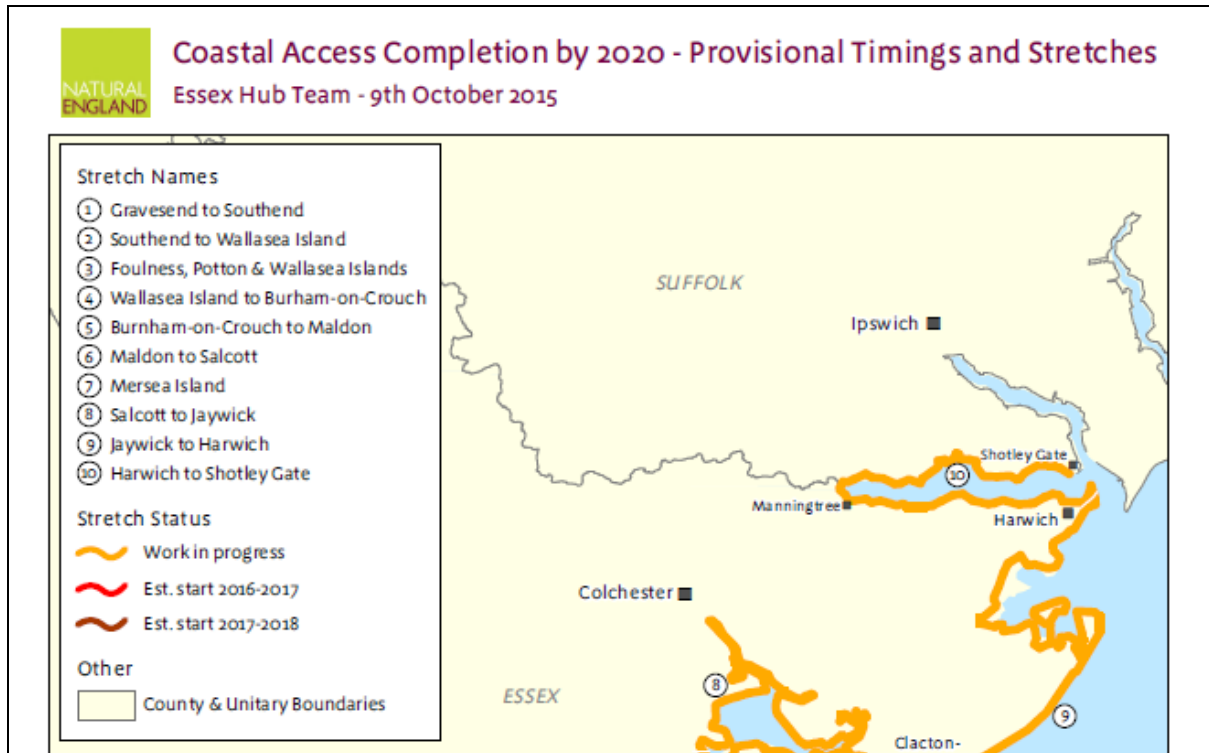 NATURAL
ENGLAND
Coastal Access Completion by 2020 - Provisional Timings and Stretches
Essex Hub Team - 9th October 2015
Stretch Names
1 Gravesend to Southend
2 Southend to Wallasea Island
3 Foulness, Potton & Wallasea Islands
4 Wallasea Island to Burham-on-Crouch
5 Burnham-on-Crouch to Maldon
6 Maldon to Salcott
7 Mersea Island
8 Salcott to Jaywick
9 Jaywick to Harwich
10 Harwich to Shotley Gate
Stretch Status
Work in progress
Est. start 2016-2017
Est. start 2017-2018
Other
County & Unitary Boundaries
SUFFOLK
Ipswich
Shotley Gate
10
Manningtree
Harwich
Colchester
8
ESSEX
9
Clacton-